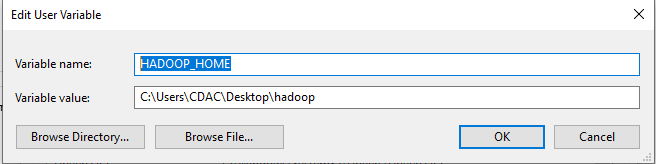 Edit User Variable
Variable name: HADOOP_HOME
Variable value: C:\Users\CDAC\Desktop\hadoop
Browse Directory... Browse File... OK Cancel